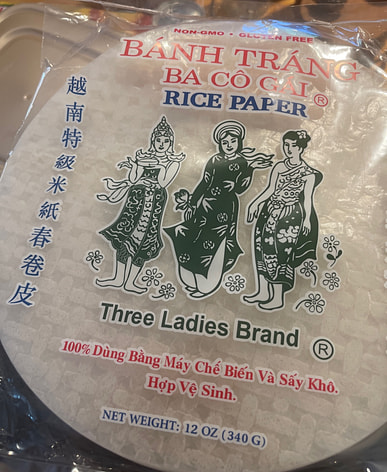 NON-GMO • GLUTEN FREE
BÁNH TRÁNG
BA CÔ GÁI®
RICE PAPER
越南特級米紙春卷皮
Three Ladies Brand ®
100% Dùng Bằng Máy Chế Biến Và Sấy Khô.
Hợp Vệ Sinh.
NET WEIGHT: 12 OZ (340 G)